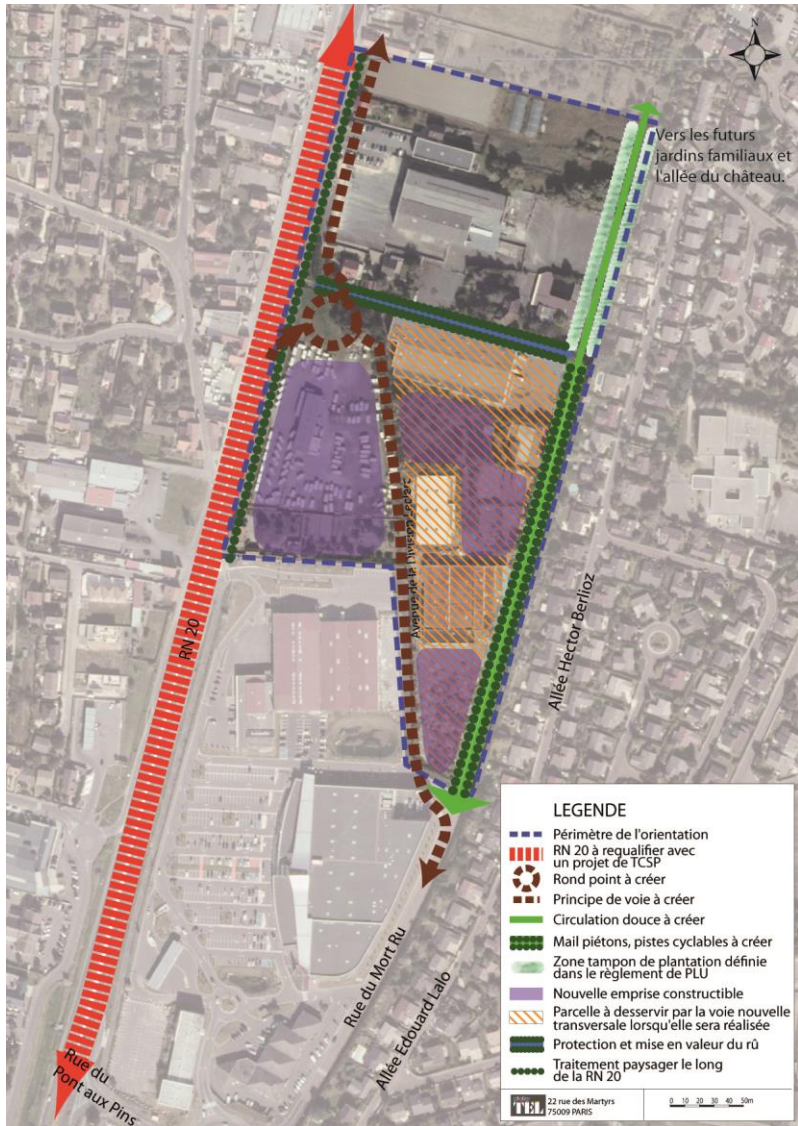 N
Vers les futurs
jardins familiaux et
l'allée du château.
RN 20
Avenue de la Division Leclerc
Allée Hector Berlioz
Rue du Mort Ru
Allée Edouard Lalo
Rue du
Pont aux Pins
LEGENDE
Périmètre de l'orientation
RN 20 à requalifier avec
un projet de TCSP
Rond point à créer
Principe de voie à créer
Circulation douce à créer
Mail piétons, pistes cyclables à créer
Zone tampon de plantation définie
dans le règlement de PLU
Nouvelle emprise constructible
Parcelle à desservir par la voie nouvelle
transversale lorsqu'elle sera réalisée
Protection et mise en valeur du rû
Traitement paysager le long
de la RN 20
TEL
22 rue des Martyrs
75009 PARIS
0 10 20 30 40 50m